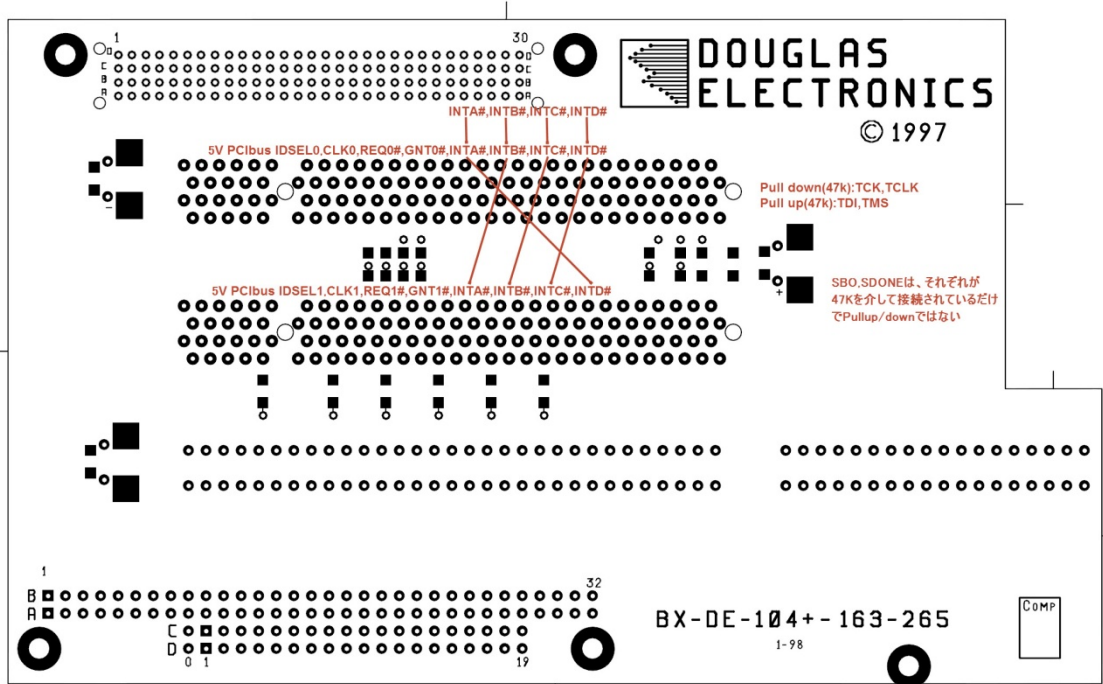 1
30
D
C
B
A
D
C
B
A
DOUGLAS
ELECTRONICS
© 1997
INTA#,INTB#,INTC#,INTD#
5V PCIbus IDSEL0,CLK0,REQ0#,GNT0#,INTA#,INTB#,INTC#,INTD#
Pull down(47k):TCK,TCLK
Pull up(47k):TDI,TMS
-
5V PCIbus IDSEL1,CLK1,REQ1#,GNT1#,INTA#,INTB#,INTC#,INTD#
+
SBO,SDONEは、それぞれが
47Kを介して接続されているだけ
でPullup/downではない
1
32
B
A
C
D
0 1
19
BX-DE-104+-163-265
1-98
COMP